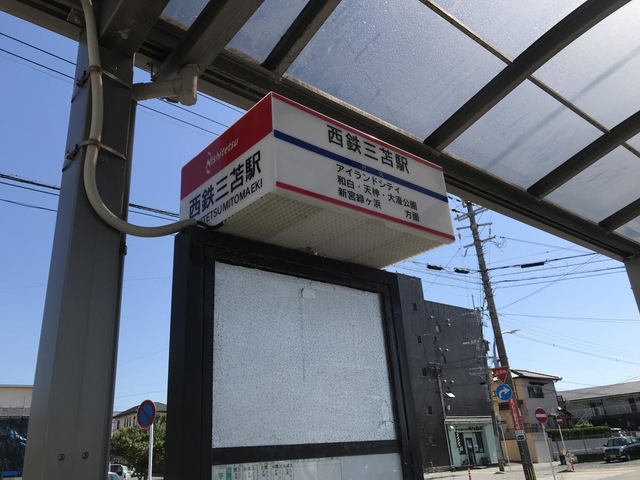 Nishitetsu
西鉄三苫駅
TETSUMITOMAEKI
西鉄三苫駅
アイランドシティ
和白・天神・大濠公園
新宮緑ヶ浜 方面